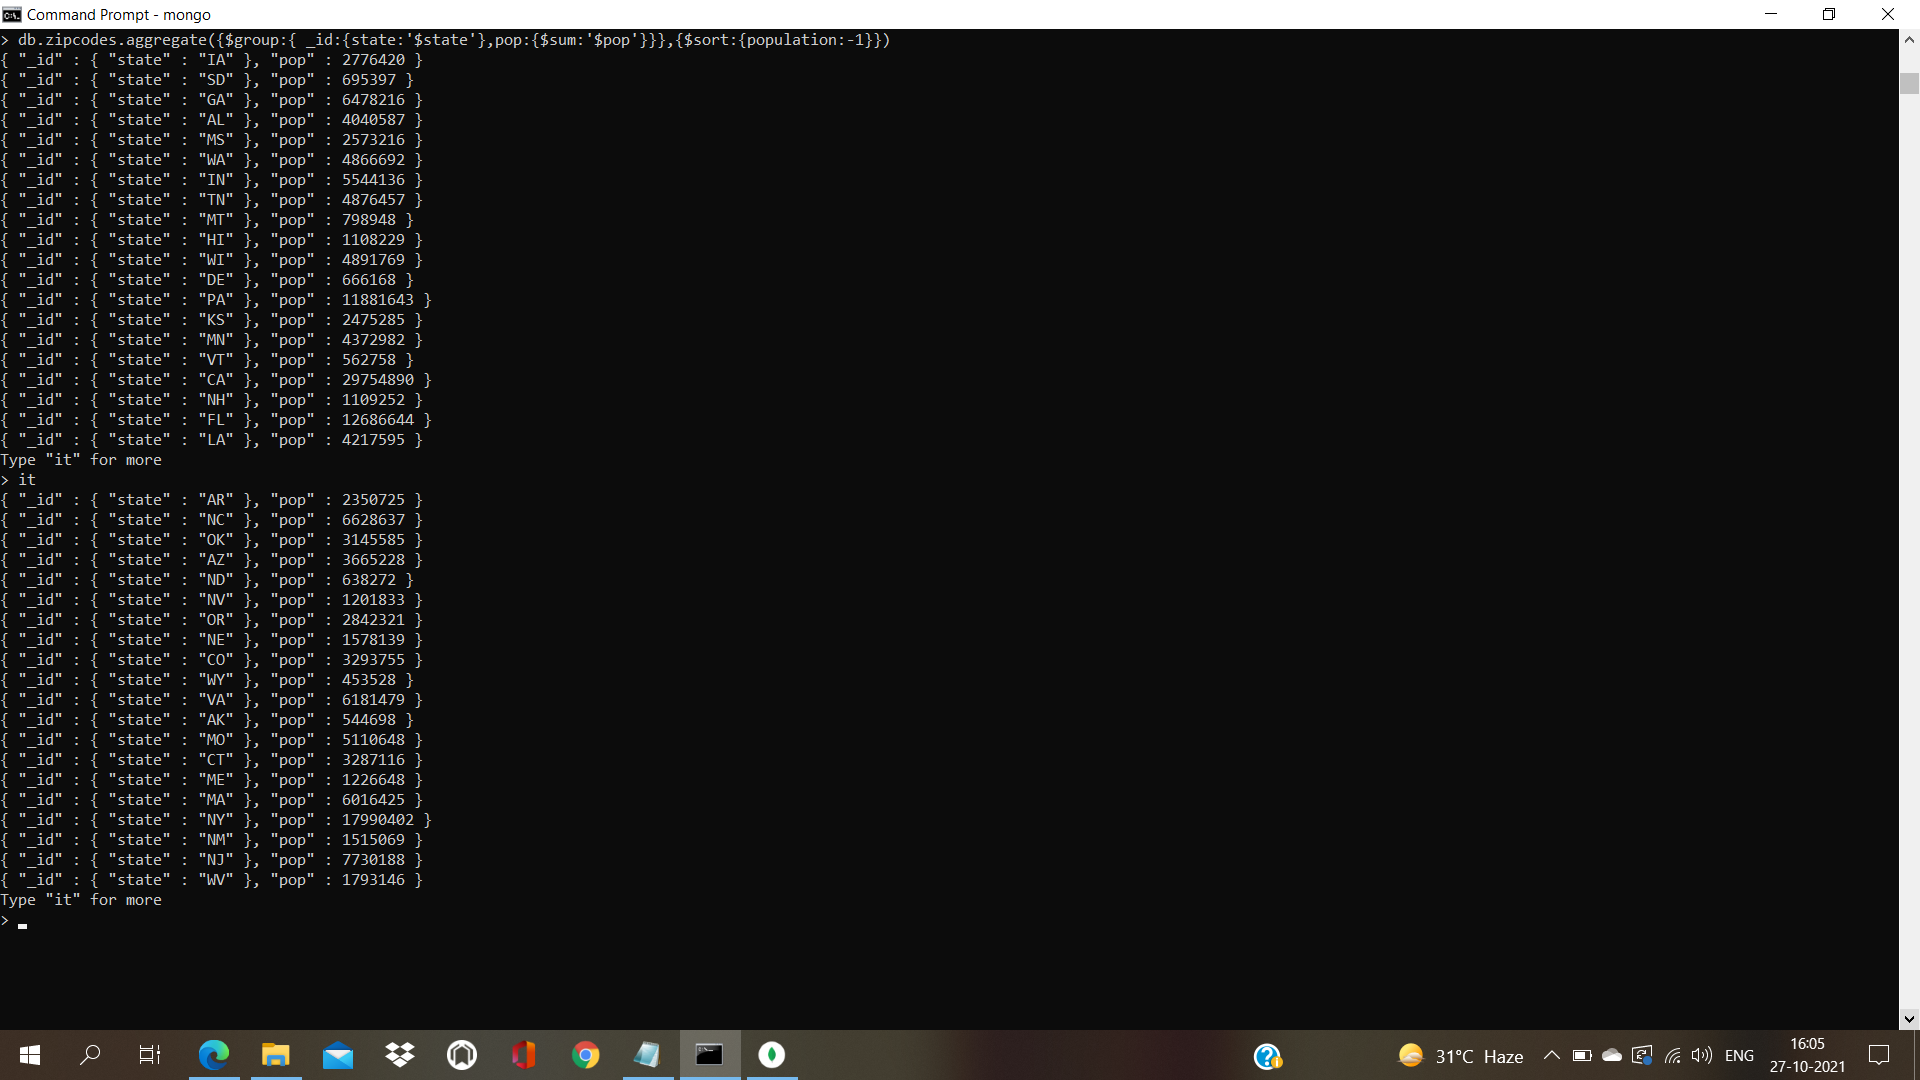 Command Prompt - mongo
> db.zipcodes.aggregate({$group:{ _id:{state:'$state'},pop:{$sum:'$pop'}}},{$sort:{population:-1}})
{ "_id" : { "state" : "IA" }, "pop" : 2776420 }
{ "_id" : { "state" : "SD" }, "pop" : 695397 }
{ "_id" : { "state" : "GA" }, "pop" : 6478216 }
{ "_id" : { "state" : "AL" }, "pop" : 4040587 }
{ "_id" : { "state" : "MS" }, "pop" : 2573216 }
{ "_id" : { "state" : "WA" }, "pop" : 4866692 }
{ "_id" : { "state" : "IN" }, "pop" : 5544136 }
{ "_id" : { "state" : "TN" }, "pop" : 4876457 }
{ "_id" : { "state" : "MT" }, "pop" : 798948 }
{ "_id" : { "state" : "HI" }, "pop" : 1108229 }
{ "_id" : { "state" : "WI" }, "pop" : 4891769 }
{ "_id" : { "state" : "DE" }, "pop" : 666168 }
{ "_id" : { "state" : "PA" }, "pop" : 11881643 }
{ "_id" : { "state" : "KS" }, "pop" : 2475285 }
{ "_id" : { "state" : "MN" }, "pop" : 4372982 }
{ "_id" : { "state" : "VT" }, "pop" : 562758 }
{ "_id" : { "state" : "CA" }, "pop" : 29754890 }
{ "_id" : { "state" : "NH" }, "pop" : 1109252 }
{ "_id" : { "state" : "FL" }, "pop" : 12686644 }
{ "_id" : { "state" : "LA" }, "pop" : 4217595 }
Type "it" for more
> it
{ "_id" : { "state" : "AR" }, "pop" : 2350725 }
{ "_id" : { "state" : "NC" }, "pop" : 6628637 }
{ "_id" : { "state" : "OK" }, "pop" : 3145585 }
{ "_id" : { "state" : "AZ" }, "pop" : 3665228 }
{ "_id" : { "state" : "ND" }, "pop" : 638272 }
{ "_id" : { "state" : "NV" }, "pop" : 1201833 }
{ "_id" : { "state" : "OR" }, "pop" : 2842321 }
{ "_id" : { "state" : "NE" }, "pop" : 1578139 }
{ "_id" : { "state" : "CO" }, "pop" : 3293755 }
{ "_id" : { "state" : "WY" }, "pop" : 453528 }
{ "_id" : { "state" : "VA" }, "pop" : 6181479 }
{ "_id" : { "state" : "AK" }, "pop" : 544698 }
{ "_id" : { "state" : "MO" }, "pop" : 5110648 }
{ "_id" : { "state" : "CT" }, "pop" : 3287116 }
{ "_id" : { "state" : "ME" }, "pop" : 1226648 }
{ "_id" : { "state" : "MA" }, "pop" : 6016425 }
{ "_id" : { "state" : "NY" }, "pop" : 17990402 }
{ "_id" : { "state" : "NM" }, "pop" : 1515069 }
{ "_id" : { "state" : "NJ" }, "pop" : 7730188 }
{ "_id" : { "state" : "WV" }, "pop" : 1793146 }
Type "it" for more
>
31°C Haze
ENG
16:05
27-10-2021